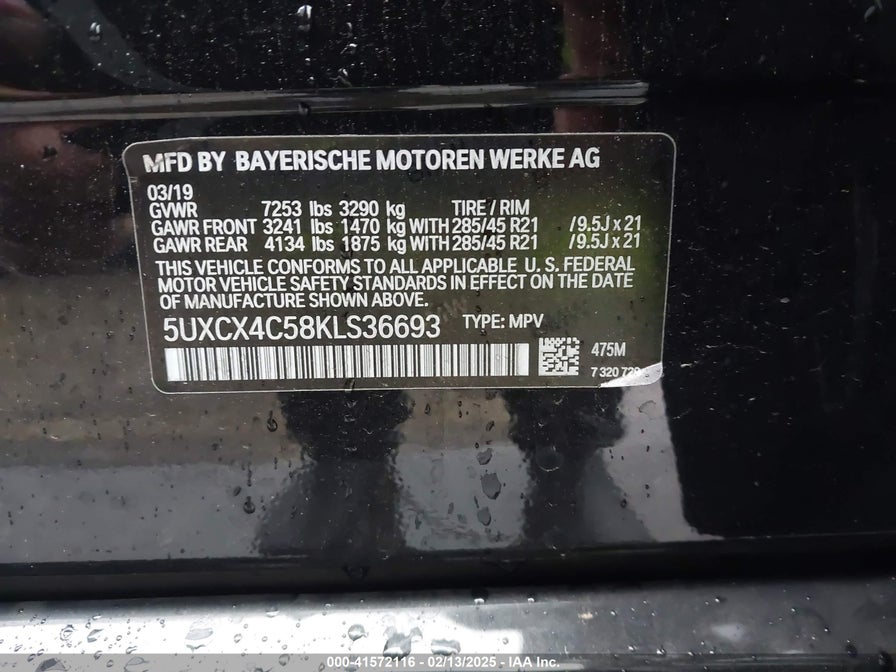 MFD BY BAYERISCHE MOTOREN WERKE AG
03/19
GVWR 7253 lbs 3290 kg TIRE / RIM
GAWR FRONT 3241 lbs 1470 kg WITH 285/45 R21 /9.5J x 21
GAWR REAR 4134 lbs 1875 kg WITH 285/45 R21 /9.5J x 21
THIS VEHICLE CONFORMS TO ALL APPLICABLE U.S. FEDERAL
MOTOR VEHICLE SAFETY STANDARDS IN EFFECT ON THE DATE
OF MANUFACTURE SHOWN ABOVE.
5UXCX4C58KLS36693 TYPE: MPV
475M
7 320
000-41572116 - 02/13/2025 - IAA Inc.